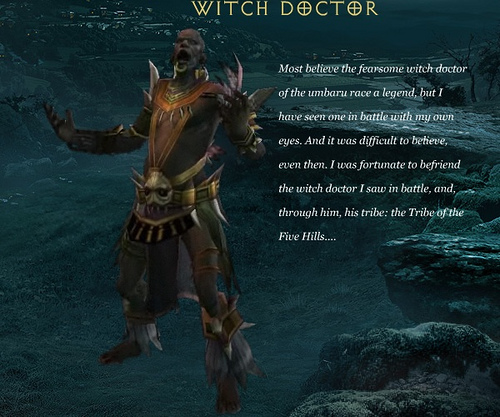 WITCH DOCTOR
Most believe the fearsome witch doctor
of the umbaru race a legend, but I
have seen one in battle with my own
eyes. And it was difficult to believe,
even then. I was fortunate to befriend
the witch doctor I saw in battle, and,
through him, his tribe: the Tribe of the
Five Hills....